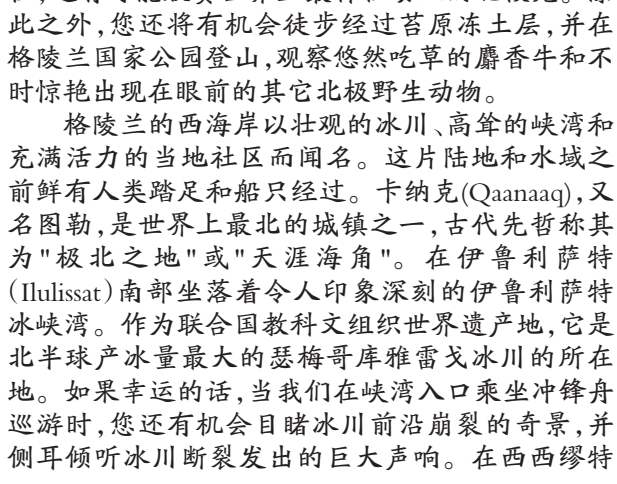 此之外,您还将有机会徒步经过苔原冻土层,并在
格陵兰国家公园登山,观察悠然吃草的麝香牛和不
时惊艳出现在眼前的其它北极野生动物。
格陵兰的西海岸以壮观的冰川、高耸的峡湾和
充满活力的当地社区而闻名。这片陆地和水域之
前鲜有人类踏足和船只经过。卡纳克(Qaanaaq),又
名图勒,是世界上最北的城镇之一,古代先哲称其
为"极北之地"或"天涯海角"。在伊鲁利萨特
(Ilulissat)南部坐落着令人印象深刻的伊鲁利萨特
冰峡湾。作为联合国教科文组织世界遗产地,它是
北半球产冰量最大的瑟梅哥库雅雷戈冰川的所在
地。如果幸运的话,当我们在峡湾入口乘坐冲锋舟
巡游时,您还有机会目睹冰川前沿崩裂的奇景,并
侧耳倾听冰川断裂发出的巨大声响。在西西缪特